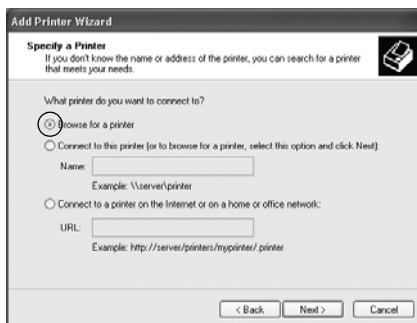 Add Printer Wizard
Specify a Printer
If you don't know the name or address of the printer, you can search for a printer
that meets your needs.
What printer do you want to connect to?
Browse for a printer
Connect to this printer (or to browse for a printer, select this option and click Next):
Name:
Example: \\server\printer
Connect to a printer on the Internet or on a home or office network:
URL:
Example: http://server/printers/myprinter/.printer
< Back Next > Cancel